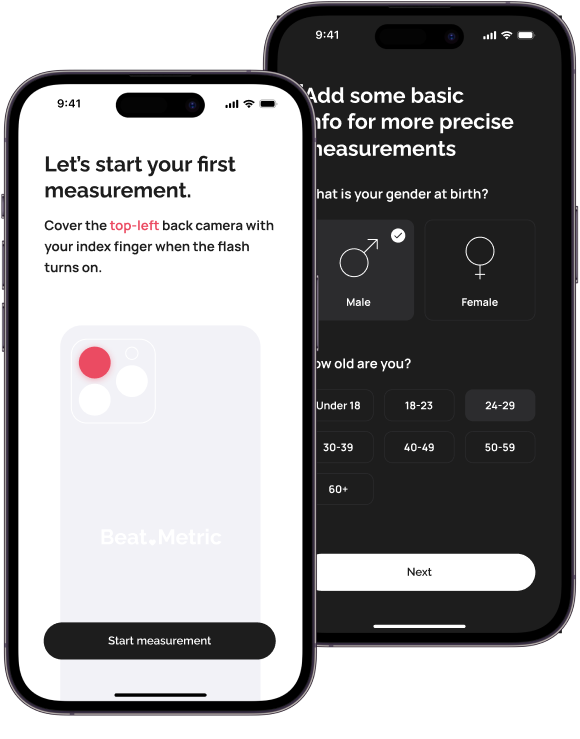 9:41
Let's start your first
measurement.
Cover the top-left back camera with
your index finger when the flash
turns on.
Beat Metric
Start measurement
9:41
Add some basic
nfo for more precise
measurements
hat is your gender at birth?
Male
Female
ow old are you?
Under 18
18-23
24-29
30-39
40-49
50-59
60+
Next